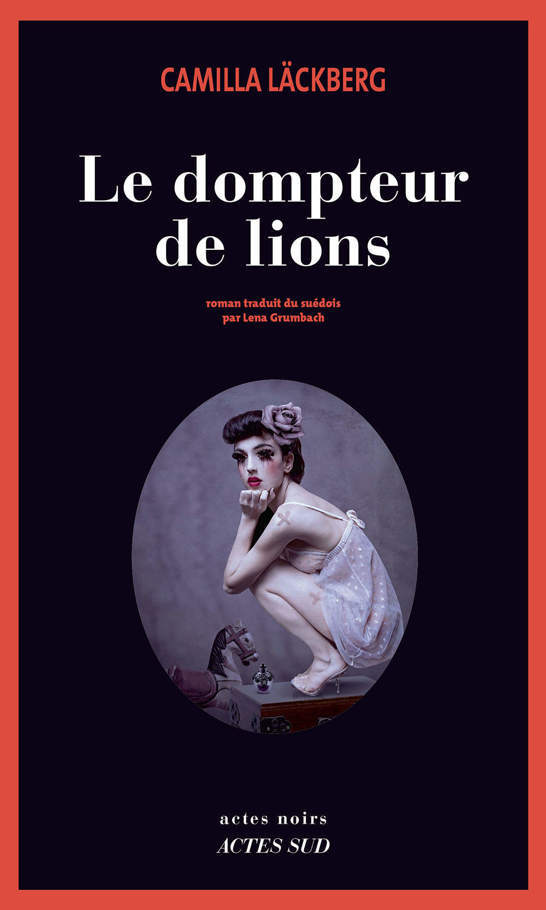 CAMILLA LÄCKBERG
Le dompteur
de lions
roman traduit du suédois
par Lena Grumbach
actes noirs
ACTES SUD